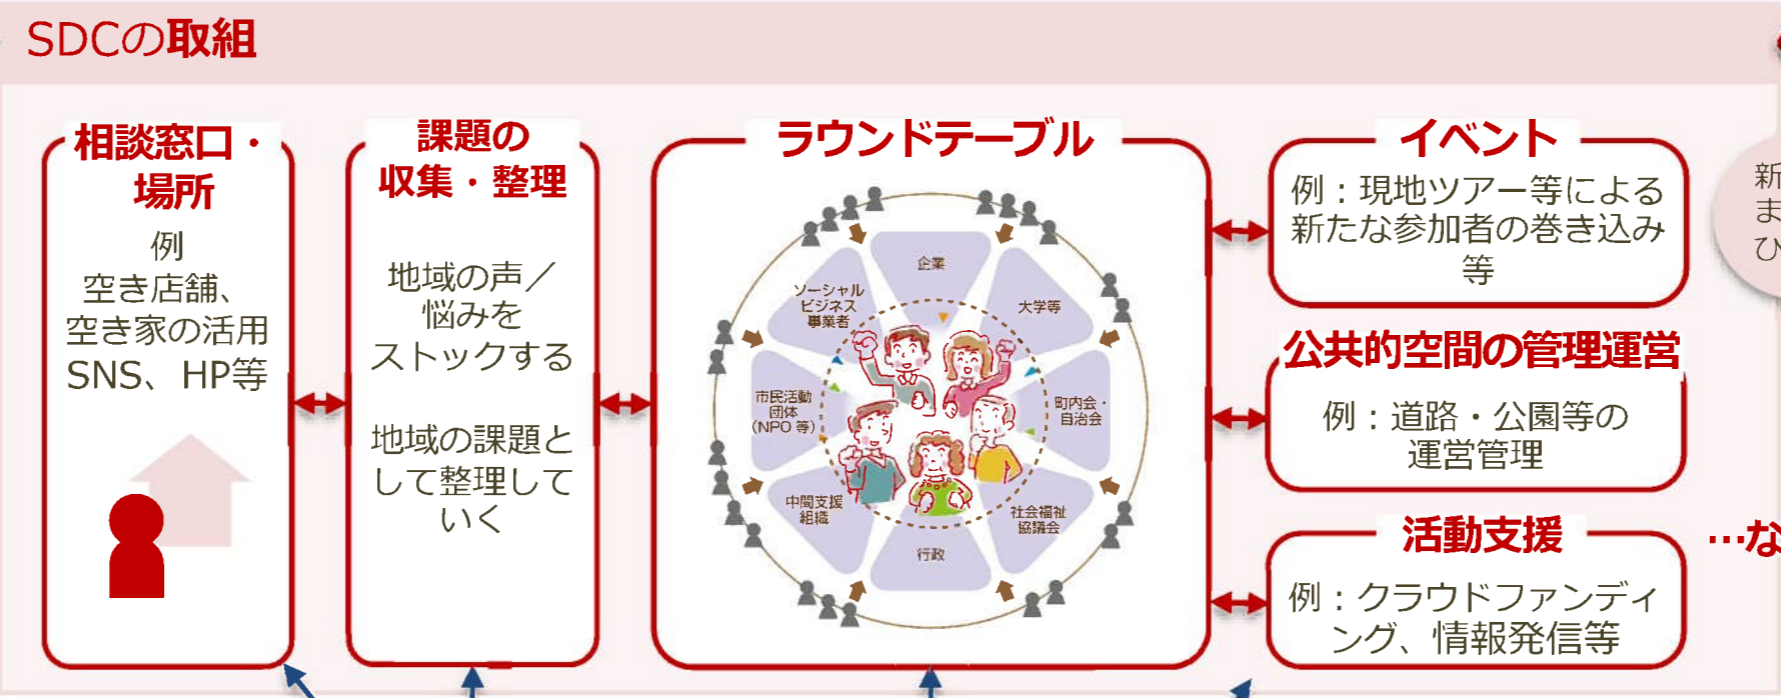 SDCの取組
相談窓口・
場所
例
空き店舗、
空き家の活用
SNS、HP等
課題の
収集・整理
地域の声／
悩みを
ストックする
地域の課題と
して整理して
いく
ラウンドテーブル
企業
大学等
町内会・
自治会
社会福祉
協議会
行政
中間支援
組織
市民活動
団体
（NPO 等）
ソーシャル
ビジネス
事業者
イベント
例：現地ツアー等による
新たな参加者の巻き込み
等
公共的空間の管理運営
例：道路・公園等の
運営管理
活動支援
例：クラウドファンディ
ング、情報発信等
…な
新
ま
ひ